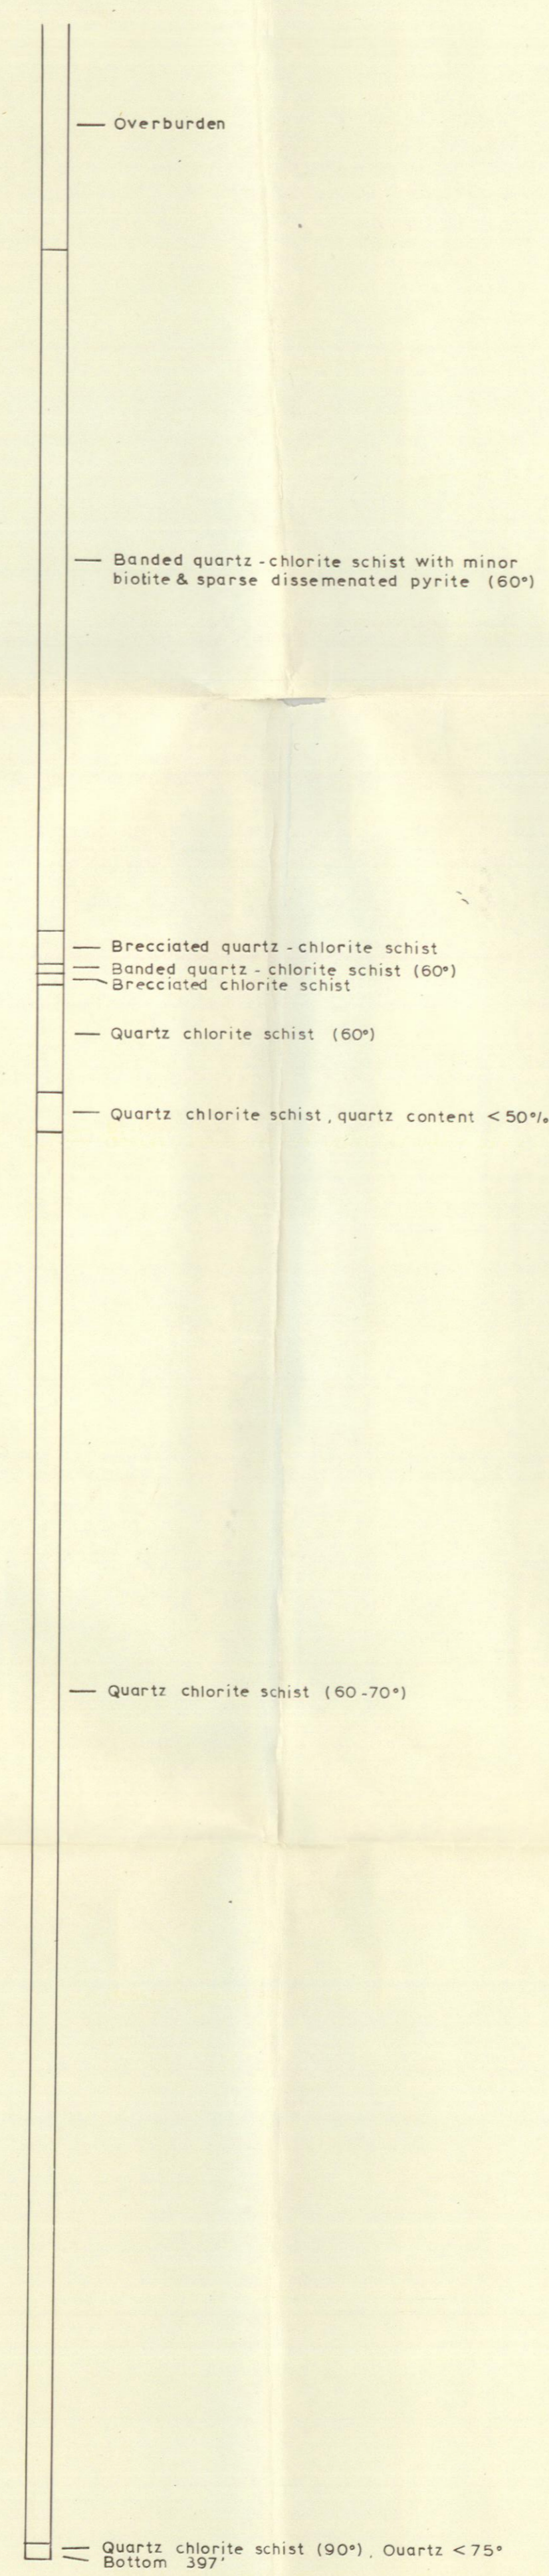 Overburden
Banded quartz-chlorite schist with minor
biotite & sparse dissemenated pyrite (60°)
Brecciated quartz-chlorite schist
Banded quartz-chlorite schist (60°)
Brecciated chlorite schist
Quartz chlorite schist (60°)
Quartz chlorite schist, quartz content <50%
Quartz chlorite schist (60-70°)
Quartz chlorite schist (90°), Quartz <75°
Bottom 397'